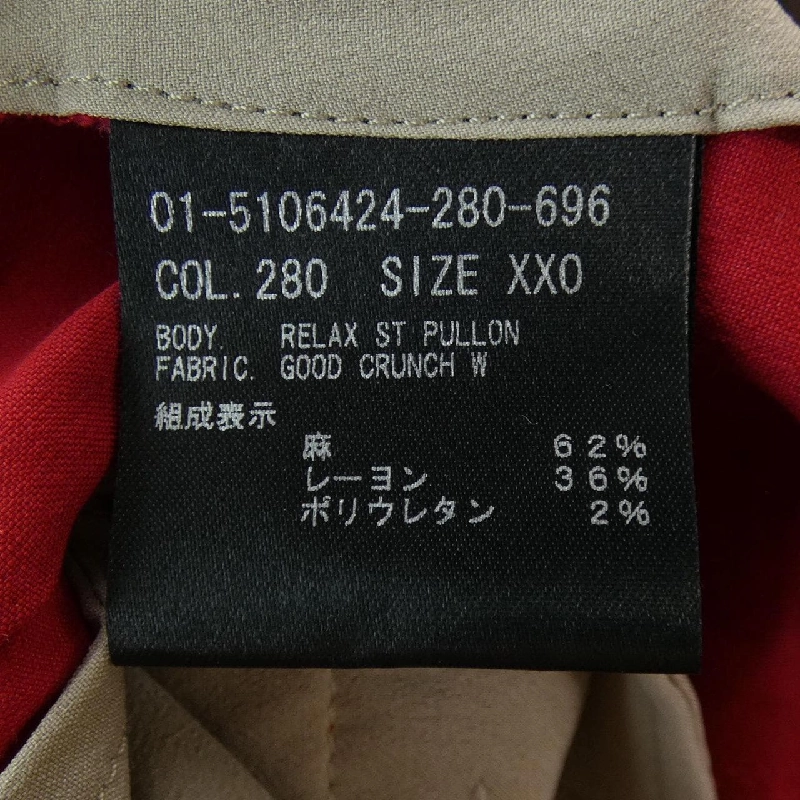 01-5106424-280-696
COL. 280 SIZE XXO
BODY. RELAX ST PULLON
FABRIC. GOOD CRUNCH W
組成表示
麻 62%
レーヨン 36%
ポリウレタン 2%